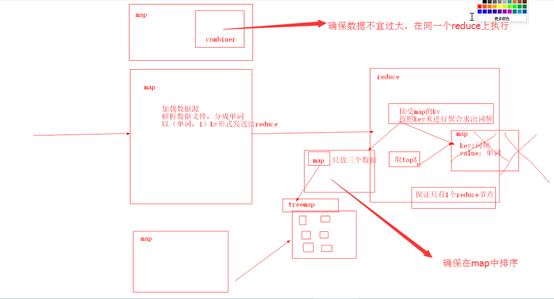 map
combiner
确保数据不宜过大，在同一个reduce上执行
map
加载数据源
解析数据文件，分成单词
以（单词，1）kv形式发送给reduce
reduce
接受map的kv
按照key来进行聚合求出词频
map
key:词频
value: 单词
map
只放三个数据
取top3
treemap
保证只有1个reduce节点
map
确保在map中排序
更多颜色